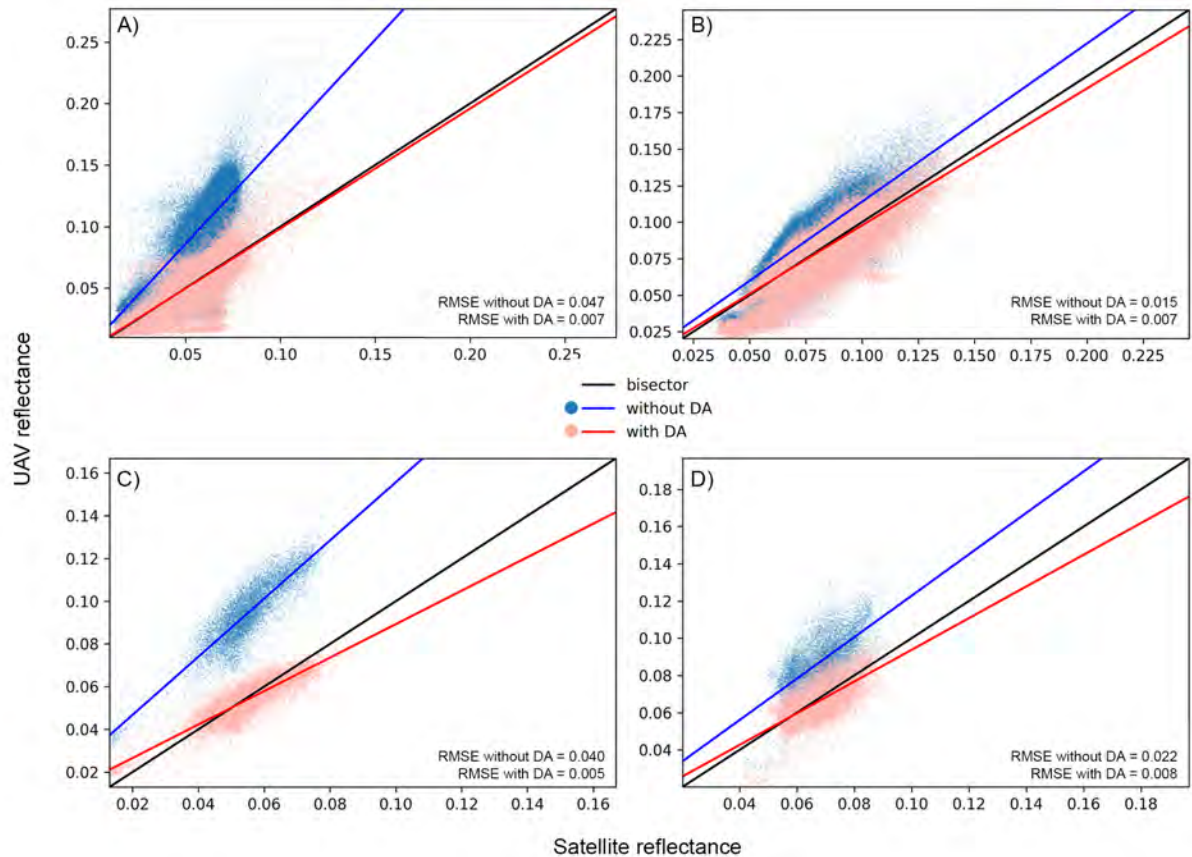 A)
0.25
0.20
0.15
0.10
0.05
0.05 0.10 0.15 0.20 0.25
RMSE without DA = 0.047
RMSE with DA = 0.007
B)
0.225
0.200
0.175
0.150
0.125
0.100
0.075
0.050
0.025
0.025 0.050 0.075 0.100 0.125 0.150 0.175 0.200 0.225
RMSE without DA = 0.015
RMSE with DA = 0.007
UAV reflectance
bisector
without DA
with DA
C)
0.16
0.14
0.12
0.10
0.08
0.06
0.04
0.02
0.02 0.04 0.06 0.08 0.10 0.12 0.14 0.16
RMSE without DA = 0.040
RMSE with DA = 0.005
D)
0.18
0.16
0.14
0.12
0.10
0.08
0.06
0.04
0.04 0.06 0.08 0.10 0.12 0.14 0.16 0.18
RMSE without DA = 0.022
RMSE with DA = 0.008
Satellite reflectance